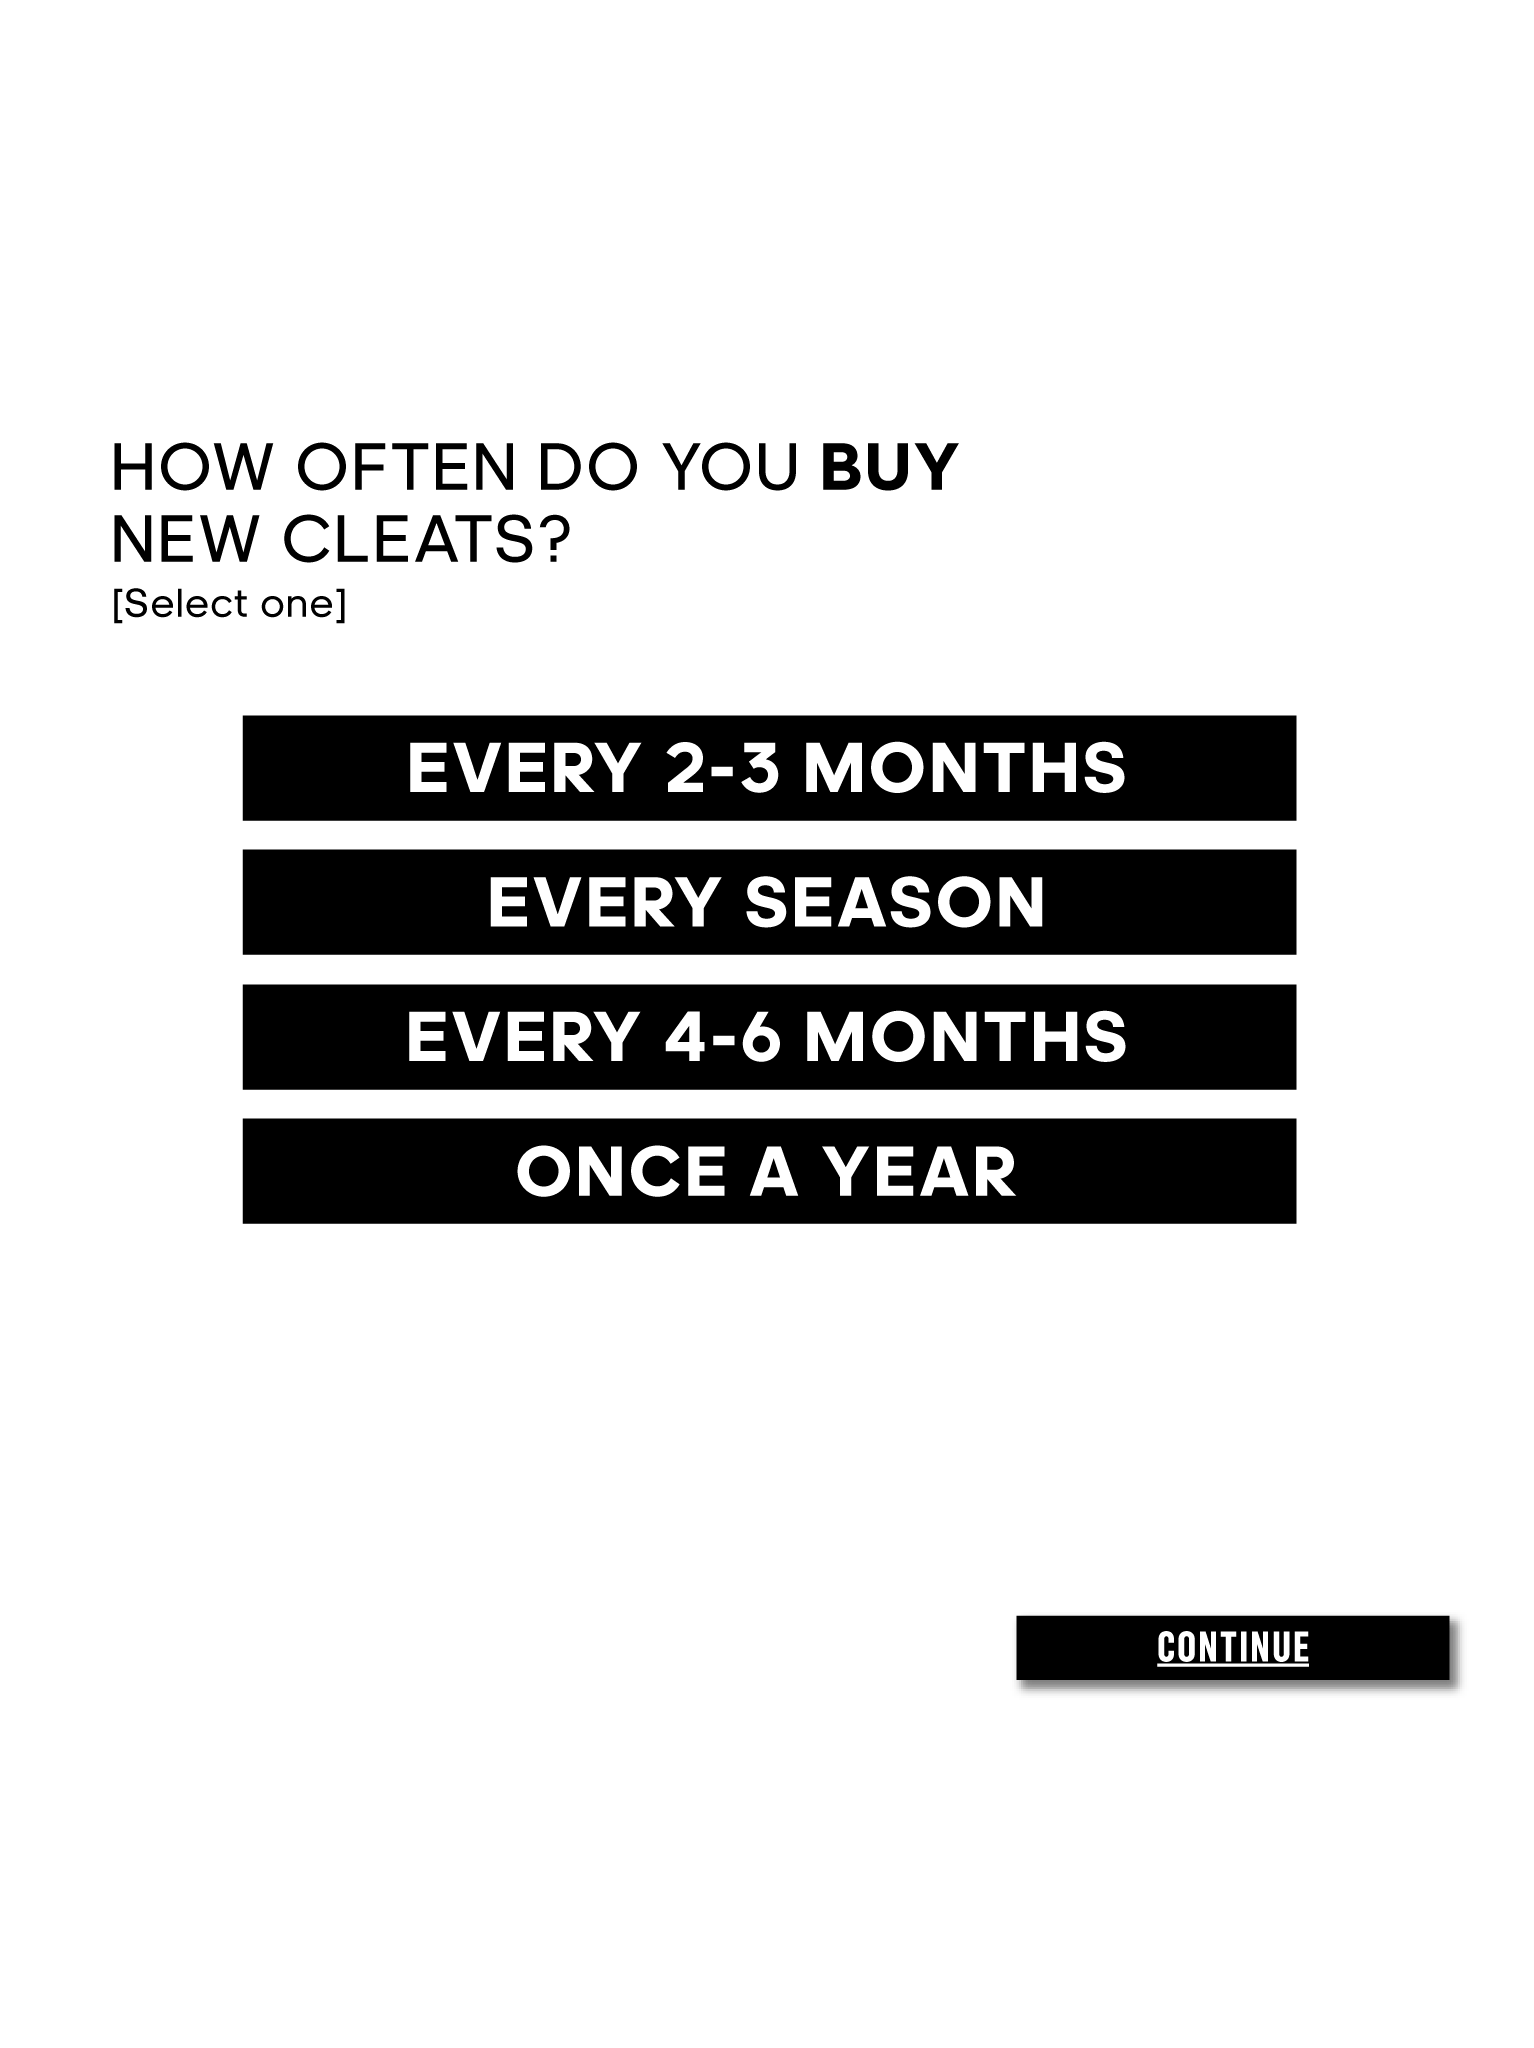 HOW OFTEN DO YOU BUY
NEW CLEATS?
[Select one]
EVERY 2-3 MONTHS
EVERY SEASON
EVERY 4-6 MONTHS
ONCE A YEAR
CONTINUE